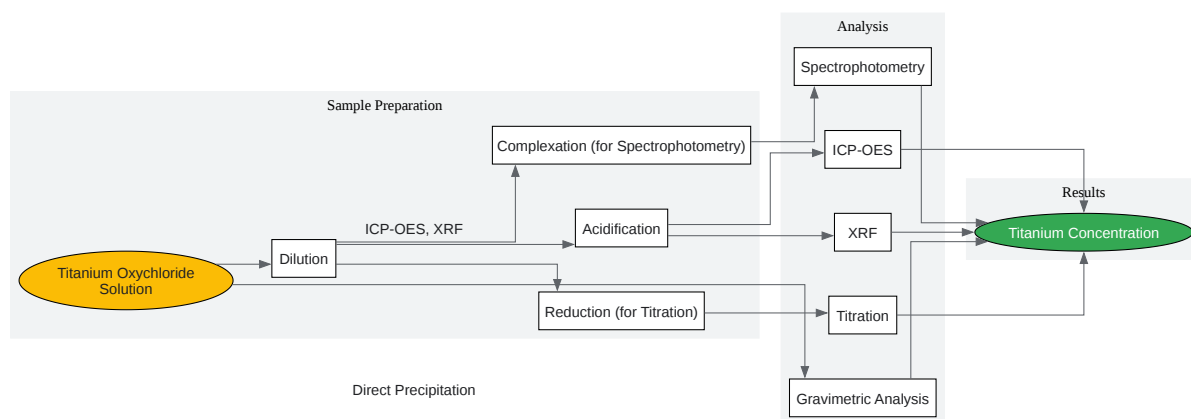 Analysis
Spectrophotometry
Sample Preparation
Complexation (for Spectrophotometry)
ICP-OES
Results
ICP-OES, XRF
Acidification
XRF
Titanium Concentration
Dilution
Titanium Oxychloride
Solution
Reduction (for Titration)
Titration
Direct Precipitation
Gravimetric Analysis